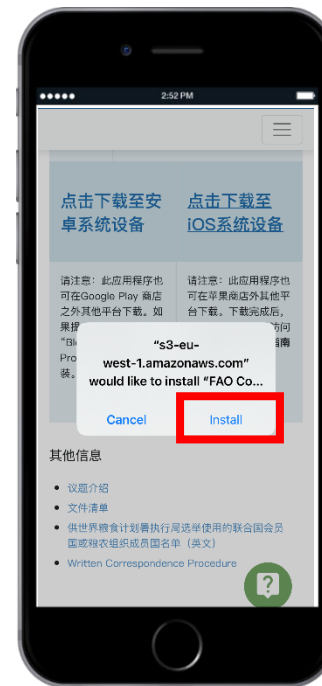 2:52 PM
点击下载至安
卓系统设备
点击下载至
iOS系统设备
请注意：此应用程序也
可在Google Play 商店
之外其他平台下载。如
果提
"Bl
Pro
装。
请注意：此应用程序也
可在苹果商店外其他平
台下载。下载完成后，
访问
指南
"s3-eu-
west-1.amazonaws.com"
would like to install "FAO Co...
Cancel
Install
其他信息
议题介绍
文件清单
供世界粮食计划署执行局选举使用的联合国会员
国或粮农组织成员国名单（英文）
Written Correspondence Procedure
?